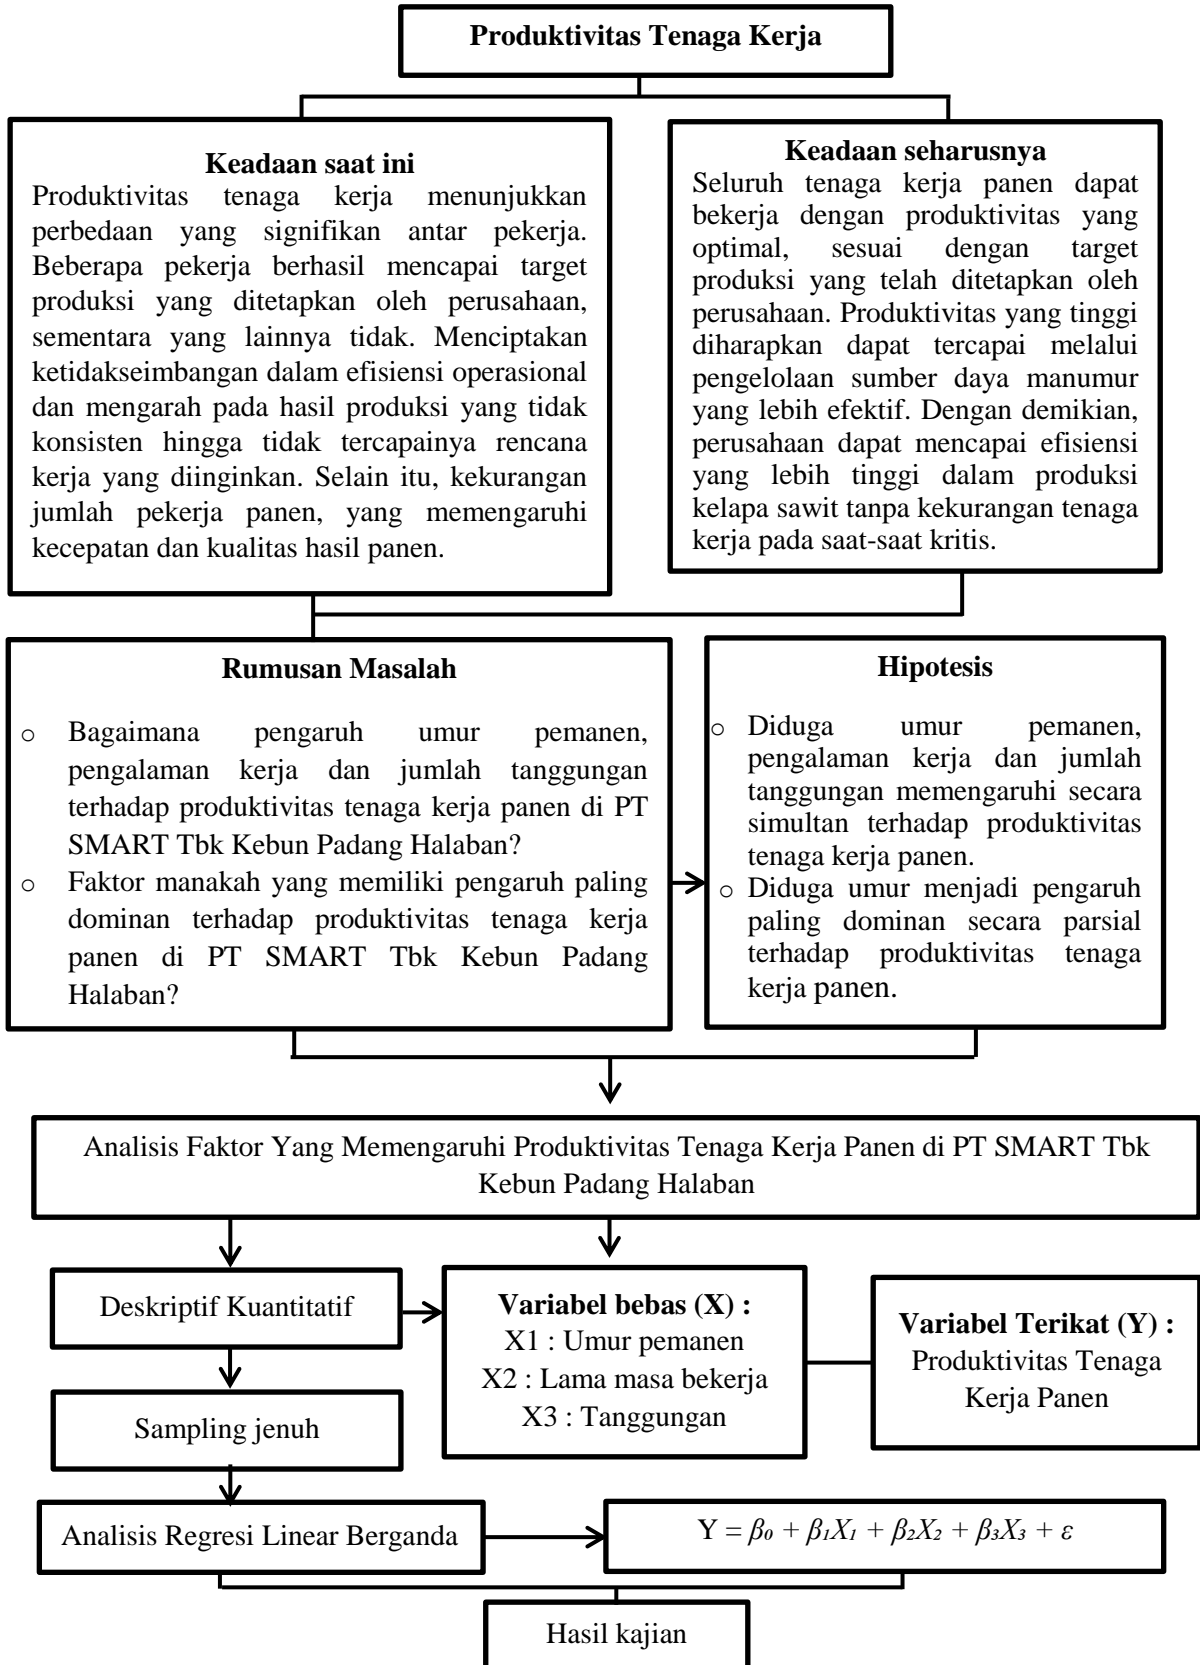 Produktivitas Tenaga Kerja
Keadaan saat ini
Produktivitas tenaga kerja menunjukkan
perbedaan yang signifikan antar pekerja.
Beberapa pekerja berhasil mencapai target
produksi yang ditetapkan oleh perusahaan,
sementara yang lainnya tidak. Menciptakan
ketidakseimbangan dalam efisiensi operasional
dan mengarah pada hasil produksi yang tidak
konsisten hingga tidak tercapainya rencana
kerja yang diinginkan. Selain itu, kekurangan
jumlah pekerja panen, yang memengaruhi
kecepatan dan kualitas hasil panen.
Keadaan seharusnya
Seluruh tenaga kerja panen dapat
bekerja dengan produktivitas yang
optimal, sesuai dengan target
produksi yang telah ditetapkan oleh
perusahaan. Produktivitas yang tinggi
diharapkan dapat tercapai melalui
pengelolaan sumber daya manumur
yang lebih efektif. Dengan demikian,
perusahaan dapat mencapai efisiensi
yang lebih tinggi dalam produksi
kelapa sawit tanpa kekurangan tenaga
kerja pada saat-saat kritis.
Rumusan Masalah
o Bagaimana pengaruh umur pemanen,
pengalaman kerja dan jumlah tanggungan
terhadap produktivitas tenaga kerja panen di PT
SMART Tbk Kebun Padang Halaban?
o Faktor manakah yang memiliki pengaruh paling
dominan terhadap produktivitas tenaga kerja
panen di PT SMART Tbk Kebun Padang
Halaban?
Hipotesis
o Diduga umur pemanen,
pengalaman kerja dan jumlah
tanggungan memengaruhi secara
simultan terhadap produktivitas
tenaga kerja panen.
o Diduga umur menjadi pengaruh
paling dominan secara parsial
terhadap produktivitas tenaga
kerja panen.
Analisis Faktor Yang Memengaruhi Produktivitas Tenaga Kerja Panen di PT SMART Tbk
Kebun Padang Halaban
Deskriptif Kuantitatif
Variabel bebas (X) :
X1 : Umur pemanen
X2 : Lama masa bekerja
X3 : Tanggungan
Variabel Terikat (Y) :
Produktivitas Tenaga
Kerja Panen
Sampling jenuh
Analisis Regresi Linear Berganda
Y = β₀ + β₁X₁ + β₂X₂ + β₃X₃ + ε
Hasil kajian